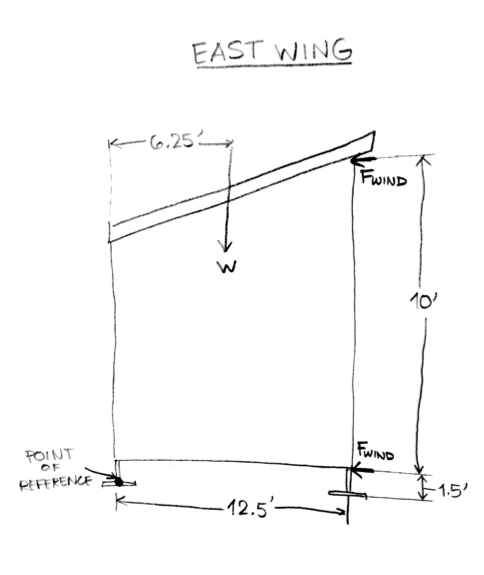 EAST WING
6.25'
FWIND
W
10'
POINT
OF
REFERENCE
FWIND
1.5'
12.5'